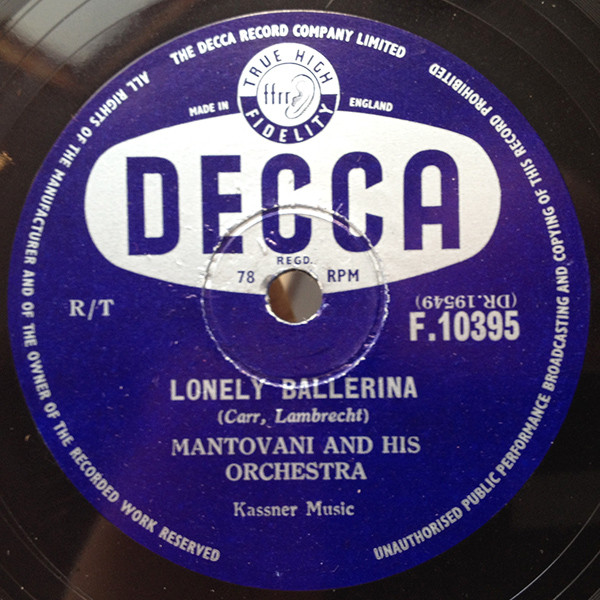 ALL RIGHTS OF THE MANUFACTURER AND OF THE OWNER OF THE RECORDED WORK RESERVED
THE DECCA RECORD COMPANY LIMITED
UNAUTHORISED PUBLIC PERFORMANCE BROADCASTING AND COPYING OF THIS RECORD PROHIBITED
TRUE HIGH
ffrr
FIDELITY
MADE IN ENGLAND
DECCA
REGD.
78 RPM
R/T
(DR.19549)
F.10395
LONELY BALLERINA
(Carr, Lambrecht)
MANTOVANI AND HIS
ORCHESTRA
Kassner Music